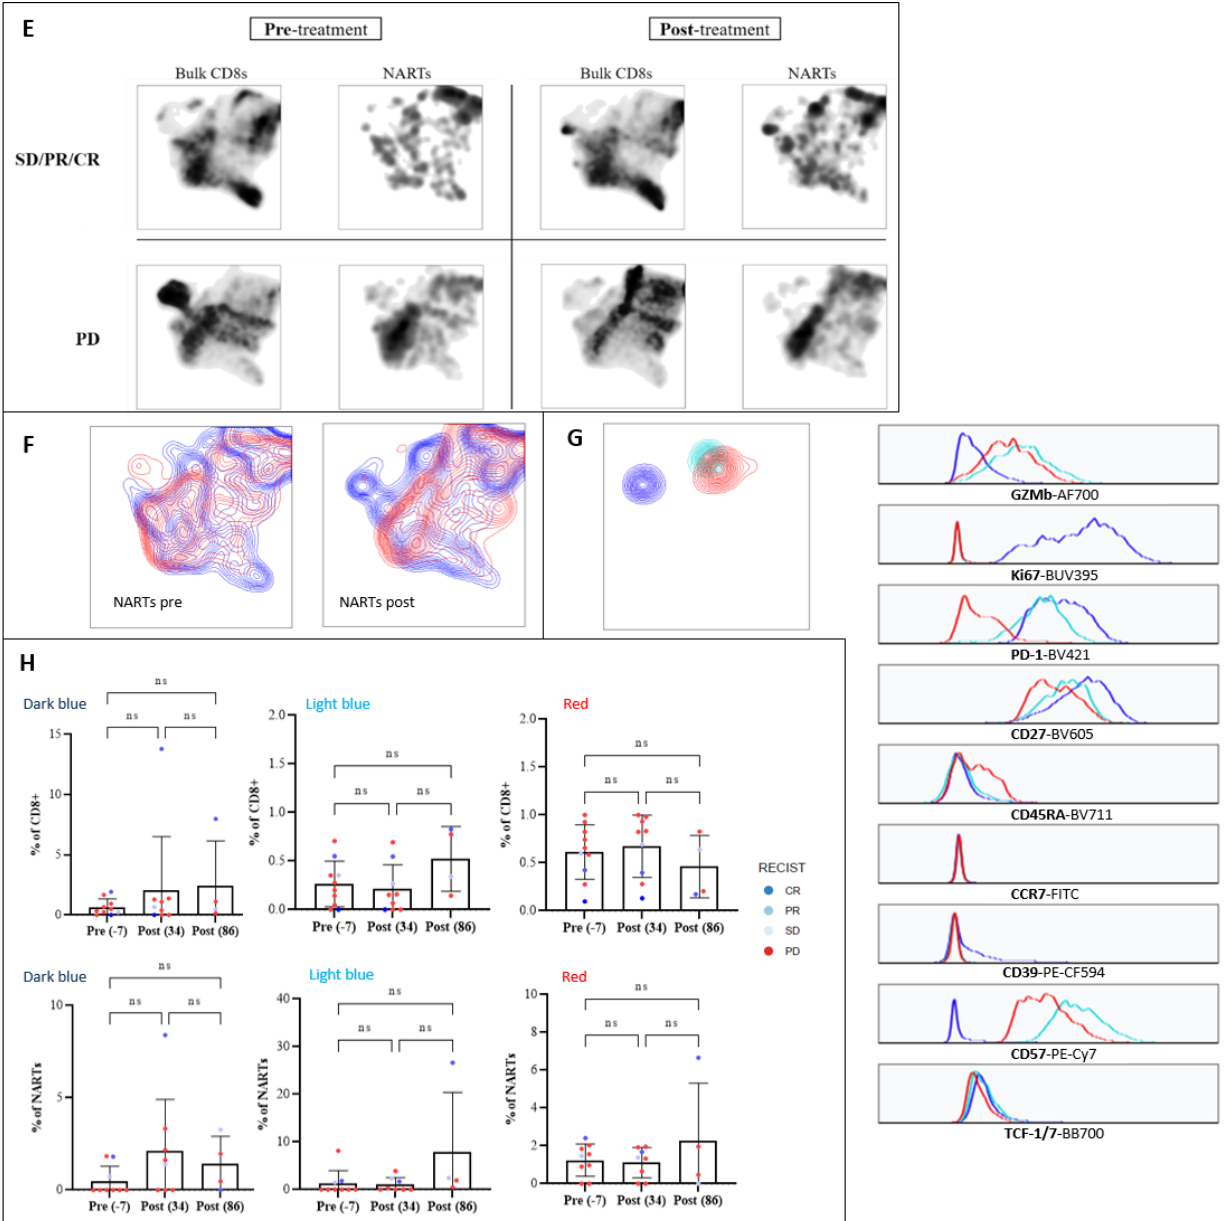 E
Pre-treatment
Post-treatment
Bulk CD8s
NARTs
Bulk CD8s
NARTs
SD/PR/CR
PD
F
NARTs pre
NARTs post
G
GZMb-AF700
Ki67-BUV395
PD-1-BV421
CD27-BV605
CD45RA-BV711
CCR7-FITC
CD39-PE-CF594
CD57-PE-Cy7
TCF-1/7-BB700
H
Dark blue
ns
ns
ns
15
10
5
0
% of CD8+
Pre (-7)
Post (34)
Post (86)
Light blue
ns
ns
ns
2.0
1.5
1.0
0.5
0.0
% of CD8+
Pre (-7)
Post (34)
Post (86)
Red
ns
ns
ns
2.0
1.5
1.0
0.5
0.0
% of CD8+
Pre (-7)
Post (34)
Post (86)
RECIST
CR
PR
SD
PD
Dark blue
ns
ns
ns
10
5
0
% of NARTs
Pre (-7)
Post (34)
Post (86)
Light blue
ns
ns
ns
40
30
20
10
0
% of NARTs
Pre (-7)
Post (34)
Post (86)
Red
ns
ns
ns
10
8
6
4
2
0
% of NARTs
Pre (-7)
Post (34)
Post (86)